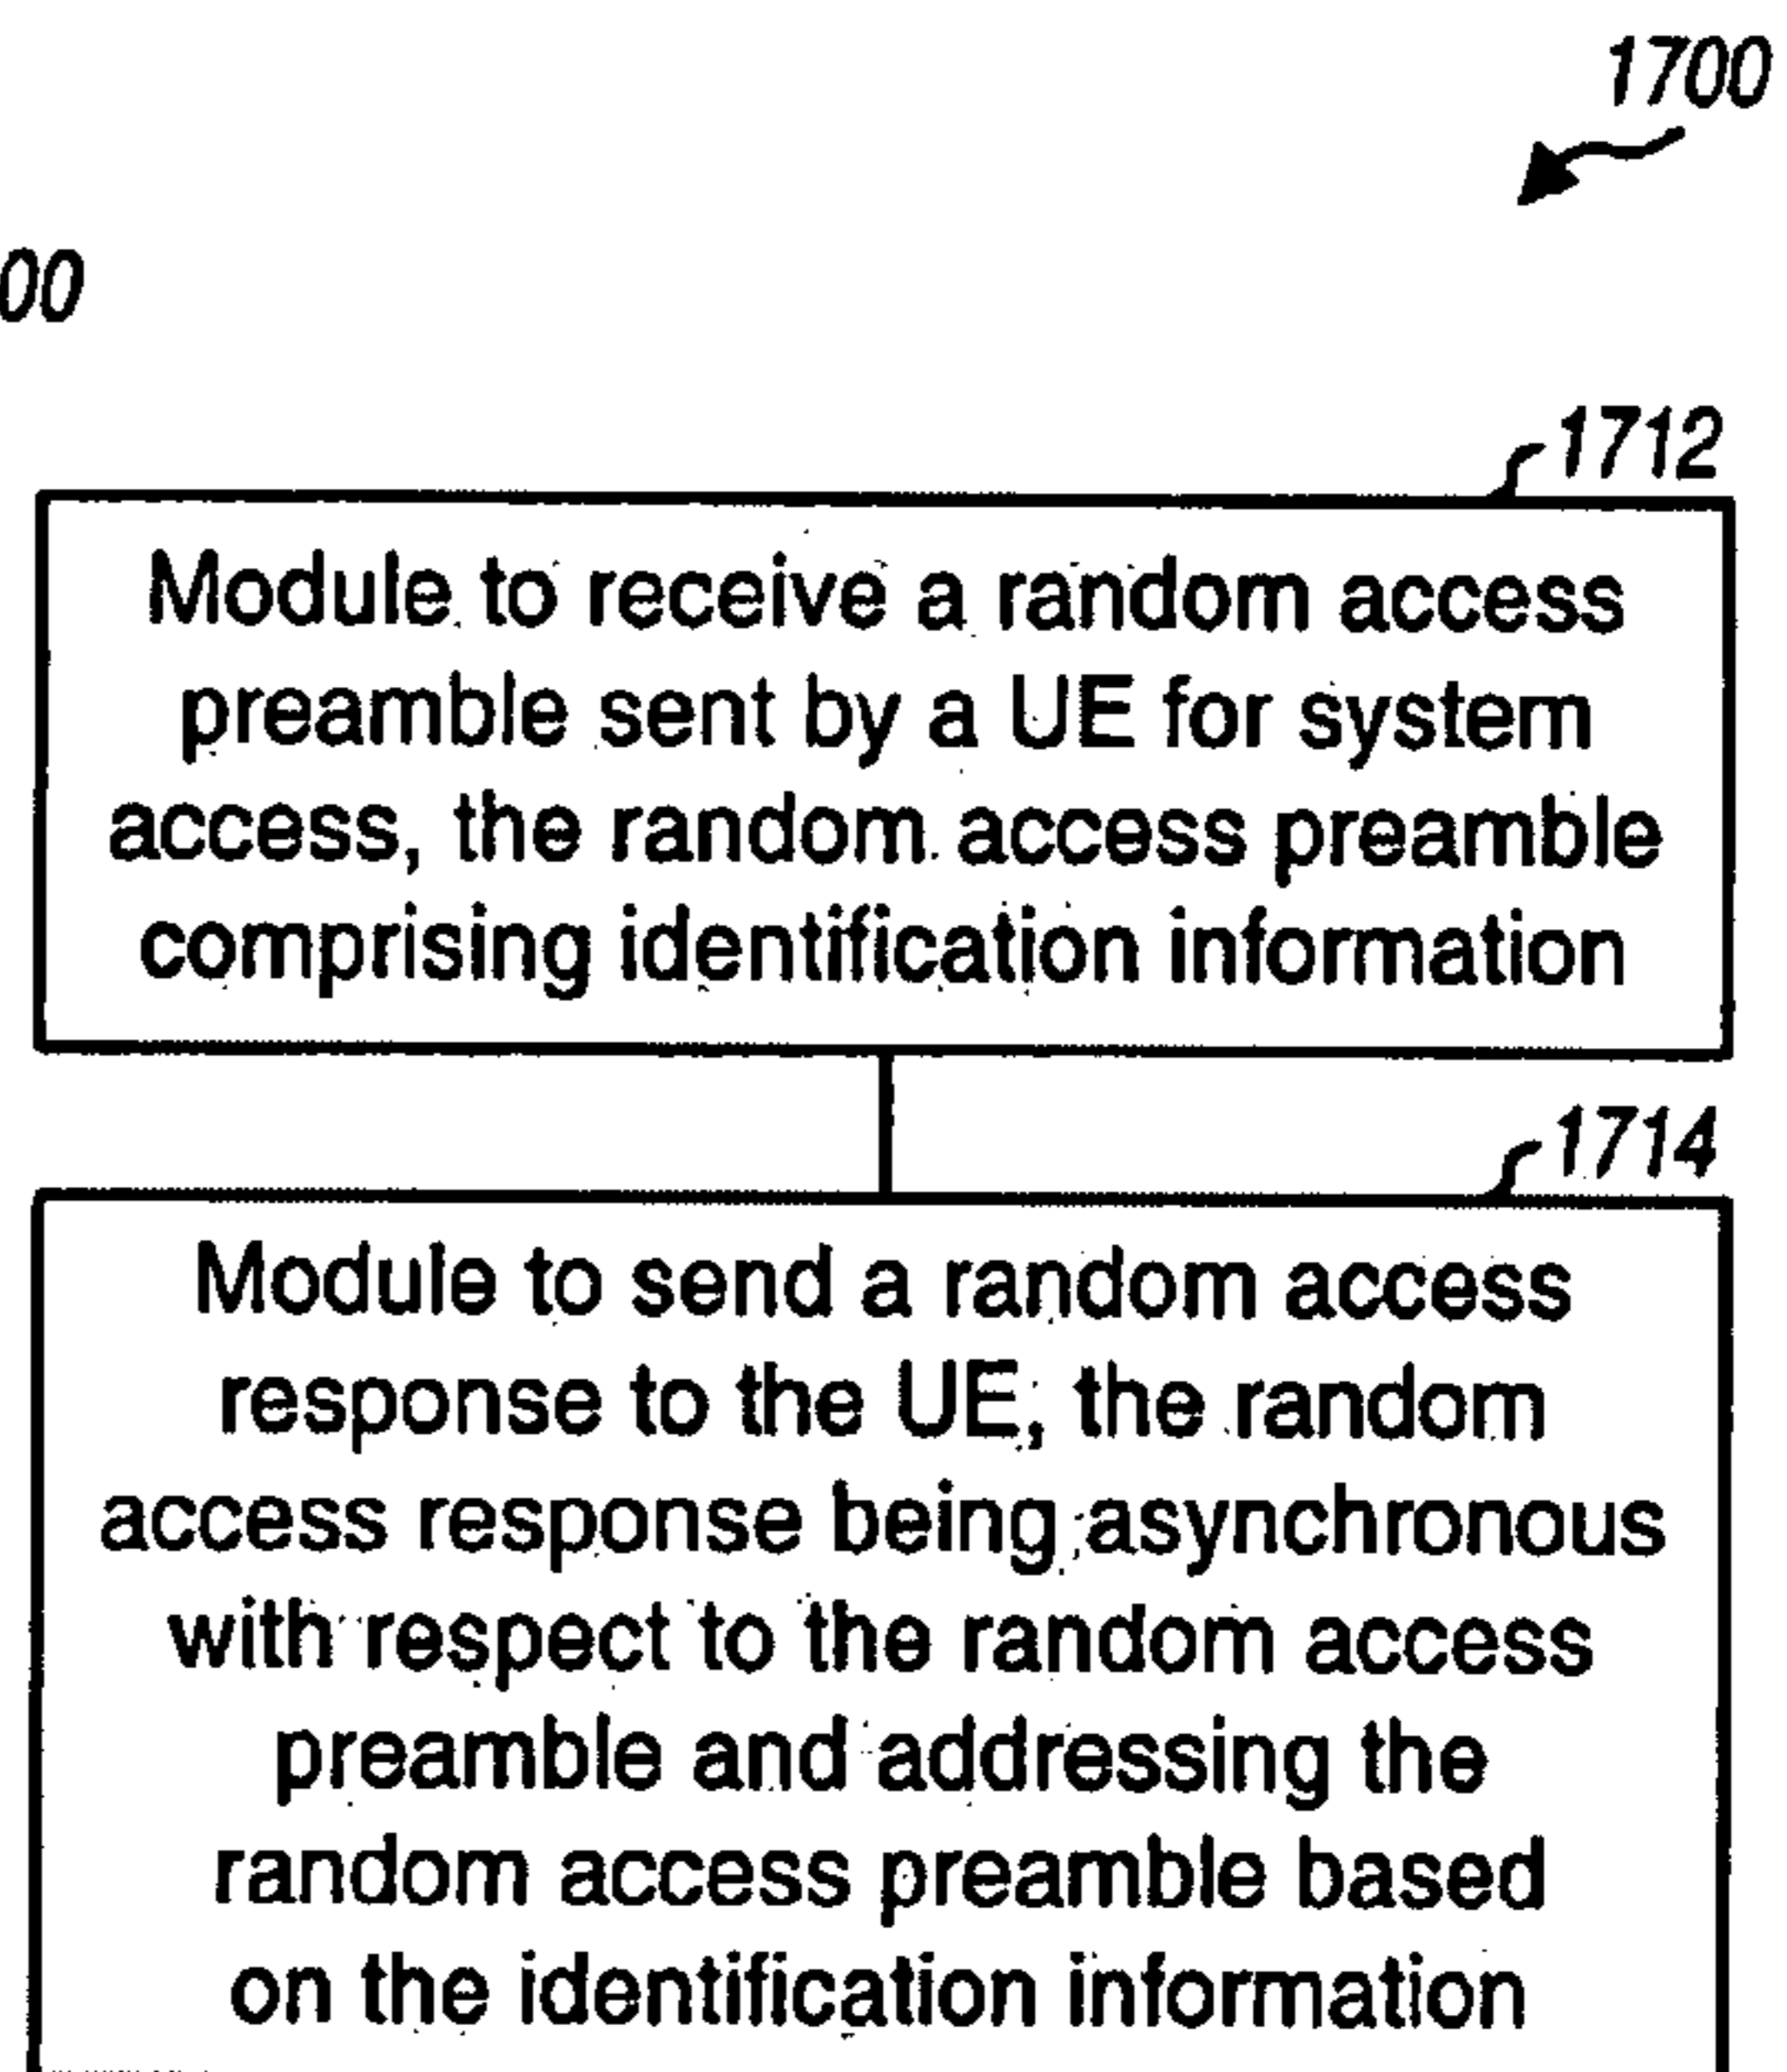 1700
00
1712
Module to receive a random access
preamble sent by a UE for system
access, the random access preamble
comprising identification information
1714
Module to send a random access
response to the UE, the random
access response being asynchronous
with respect to the random access
preamble and addressing the
random access preamble based
on the identification information